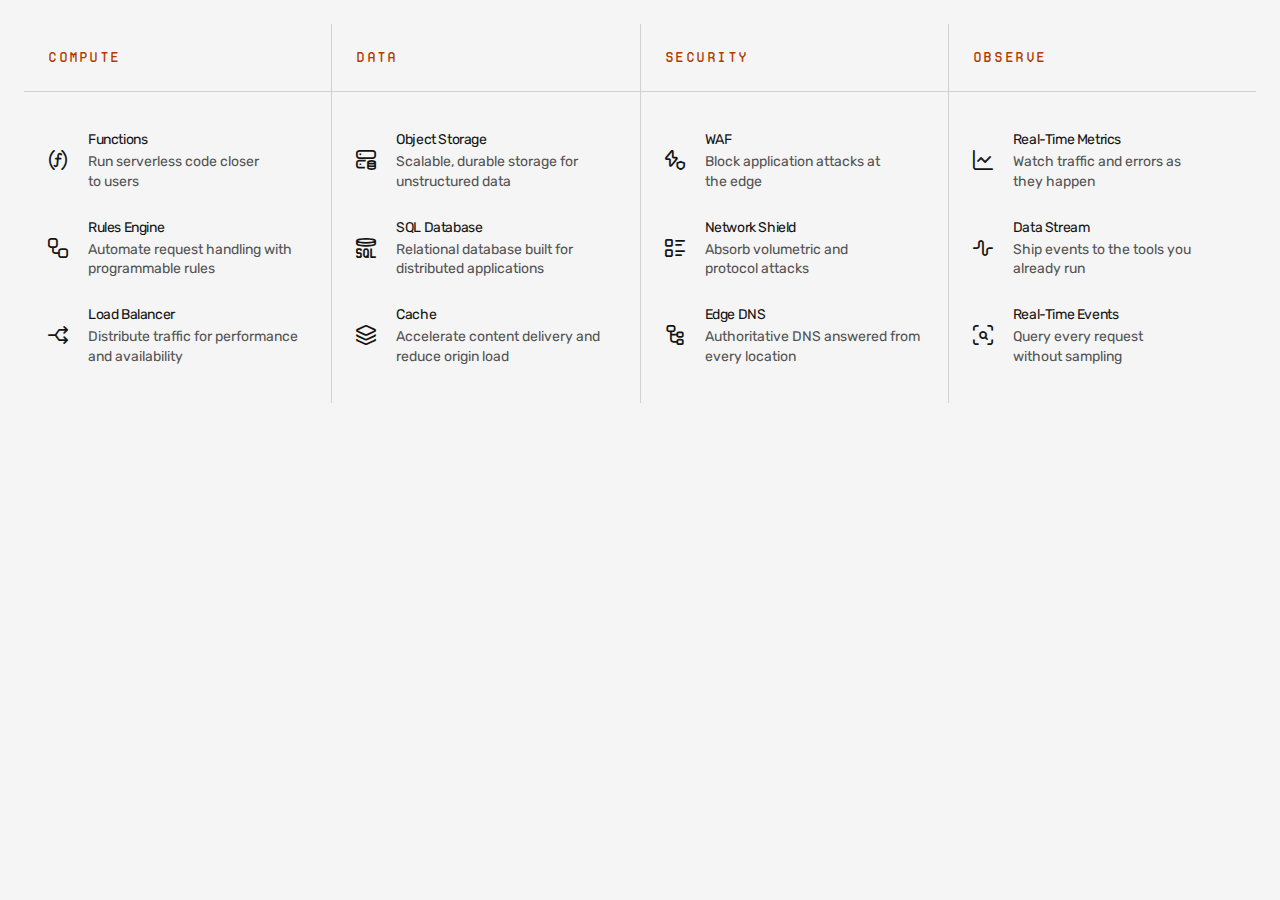 COMPUTE
Functions
Run serverless code closer
to users
Rules Engine
Automate request handling with
programmable rules
Load Balancer
Distribute traffic for performance
and availability
DATA
Object Storage
Scalable, durable storage for
unstructured data
SQL
SQL Database
Relational database built for
distributed applications
Cache
Accelerate content delivery and
reduce origin load
SECURITY
WAF
Block application attacks at
the edge
Network Shield
Absorb volumetric and
protocol attacks
Edge DNS
Authoritative DNS answered from
every location
OBSERVE
Real-Time Metrics
Watch traffic and errors as
they happen
Data Stream
Ship events to the tools you
already run
Real-Time Events
Query every request
without sampling